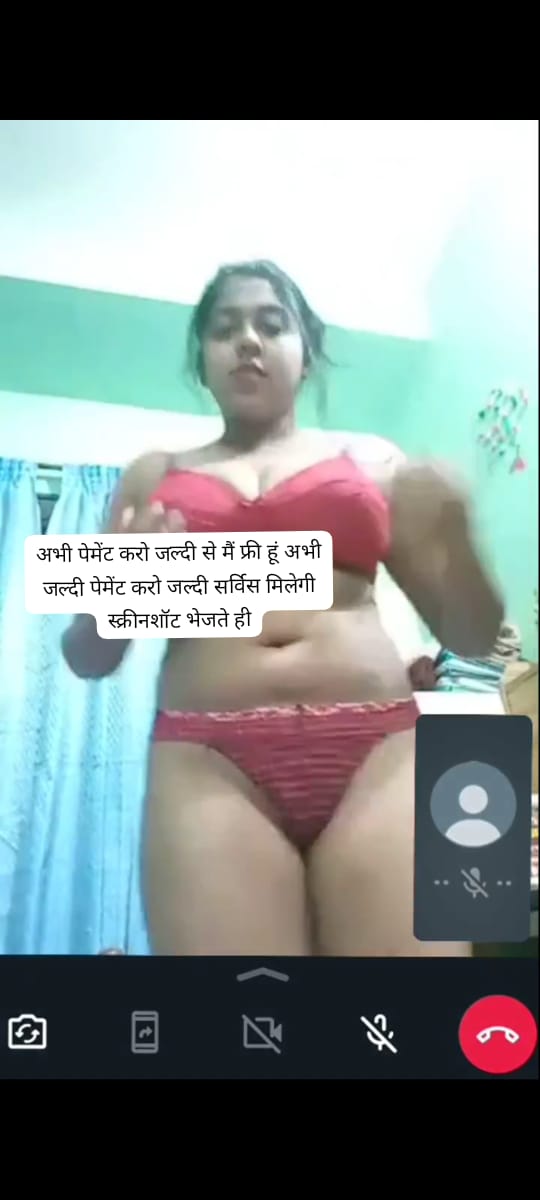 अभी पेमेंट करो जल्दी से मैं फ्री हूं अभी
जल्दी पेमेंट करो जल्दी सर्विस मिलेगी
स्क्रीनशॉट भेजते ही